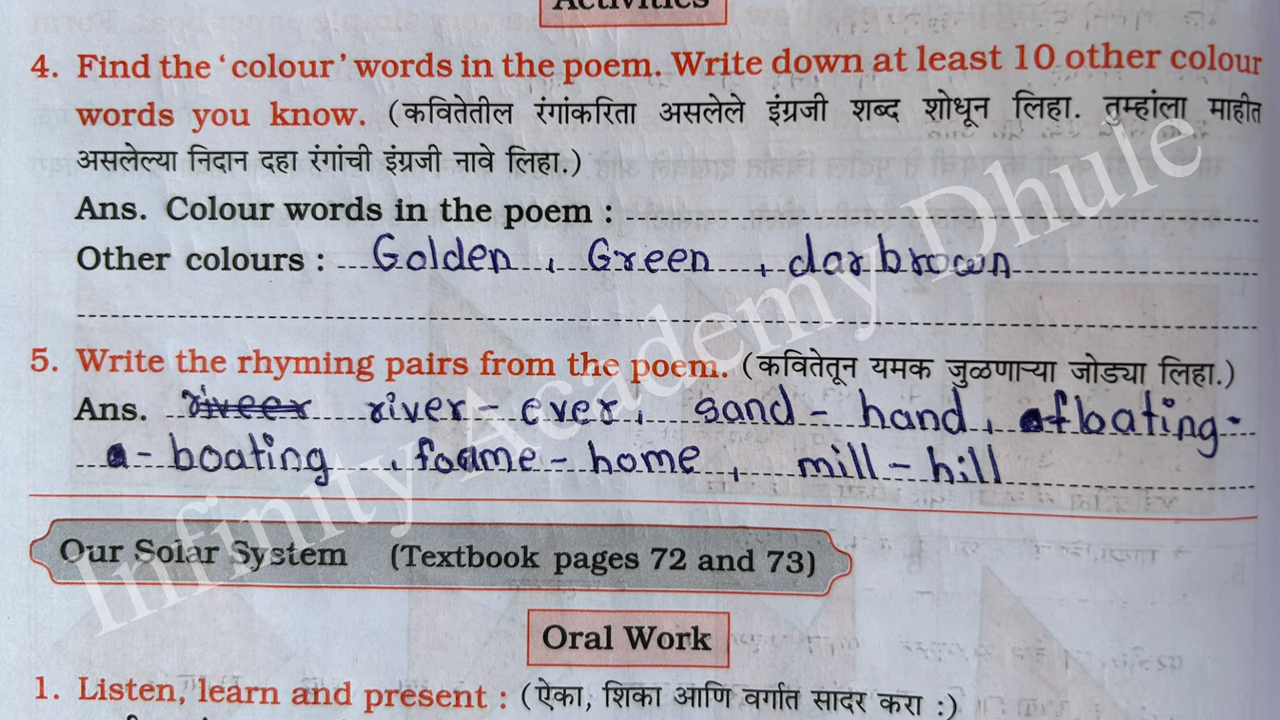 Activities
4. Find the ‘colour’ words in the poem. Write down at least 10 other colour
words you know. (कवितेतील रंगांकरिता असलेले इंग्रजी शब्द शोधून लिहा. तुम्हांला माहीत
असलेल्या निदान दहा रंगांची इंग्रजी नावे लिहा.)
Ans. Colour words in the poem :
Other colours : Golden , Green , dar brown
5. Write the rhyming pairs from the poem. (कवितेतून यमक जुळणाऱ्या जोड्या लिहा.)
Ans. riveer river - ever, sand - hand, afloating -
a - boating , foame - home , mill - hill
Infinity Academy Dhule
Our Solar System (Textbook pages 72 and 73)
Oral Work
1. Listen, learn and present : (ऐका, शिका आणि वर्गात सादर करा :)